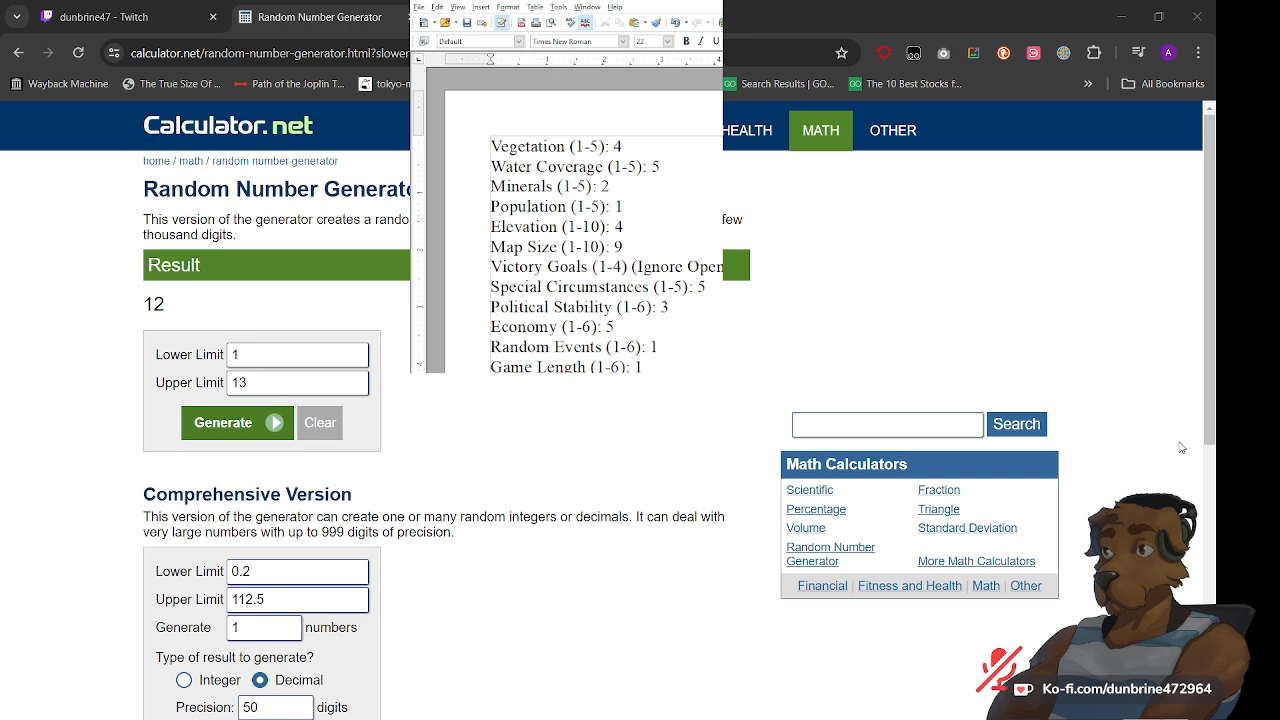 dunbrine47 - Twitch
Random Number Generator
File Edit View Insert Format Table Tools Window Help
Default
Times New Roman
22
B I U
1 2 3 4
calculator.net/random-number-generator.html?slower
Wayback Machine
The True Size Of ...
Path of the Joplin T...
Search Results | GO...
The 10 Best Stocks f...
All Bookmarks
Calculator.net
HEALTH
MATH
OTHER
home / math / random number generator
Random Number Generato
This version of the generator creates a rando
few
thousand digits.
Result
12
Lower Limit 1
Upper Limit 13
Generate
Clear
Vegetation (1-5): 4
Water Coverage (1-5): 5
Minerals (1-5): 2
Population (1-5): 1
Elevation (1-10): 4
Map Size (1-10): 9
Victory Goals (1-4) (Ignore Open
Special Circumstances (1-5): 5
Political Stability (1-6): 3
Economy (1-6): 5
Random Events (1-6): 1
Game Length (1-6): 1
Search
Math Calculators
Scientific Fraction
Percentage Triangle
Volume Standard Deviation
Random Number
Generator More Math Calculators
Financial | Fitness and Health | Math | Other
Comprehensive Version
This version of the generator can create one or many random integers or decimals. It can deal with
very large numbers with up to 999 digits of precision.
Lower Limit 0.2
Upper Limit 112.5
Generate 1 numbers
Type of result to generate?
Integer Decimal
Precision: 50 digits
Ko-fi.com/dunbrine472964